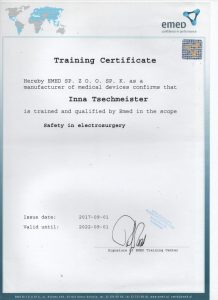 emed
Training Certificate
Hereby EMED SP. Z O. O. SP. K. as a
manufacturer of medical devices confirms that
Inna Tsechmeister
is trained and qualified by Emed in the scope
Safety in electrosurgery
Issue date: 2017-09-01
Valid until: 2022-09-01
Signature EMED Training Center